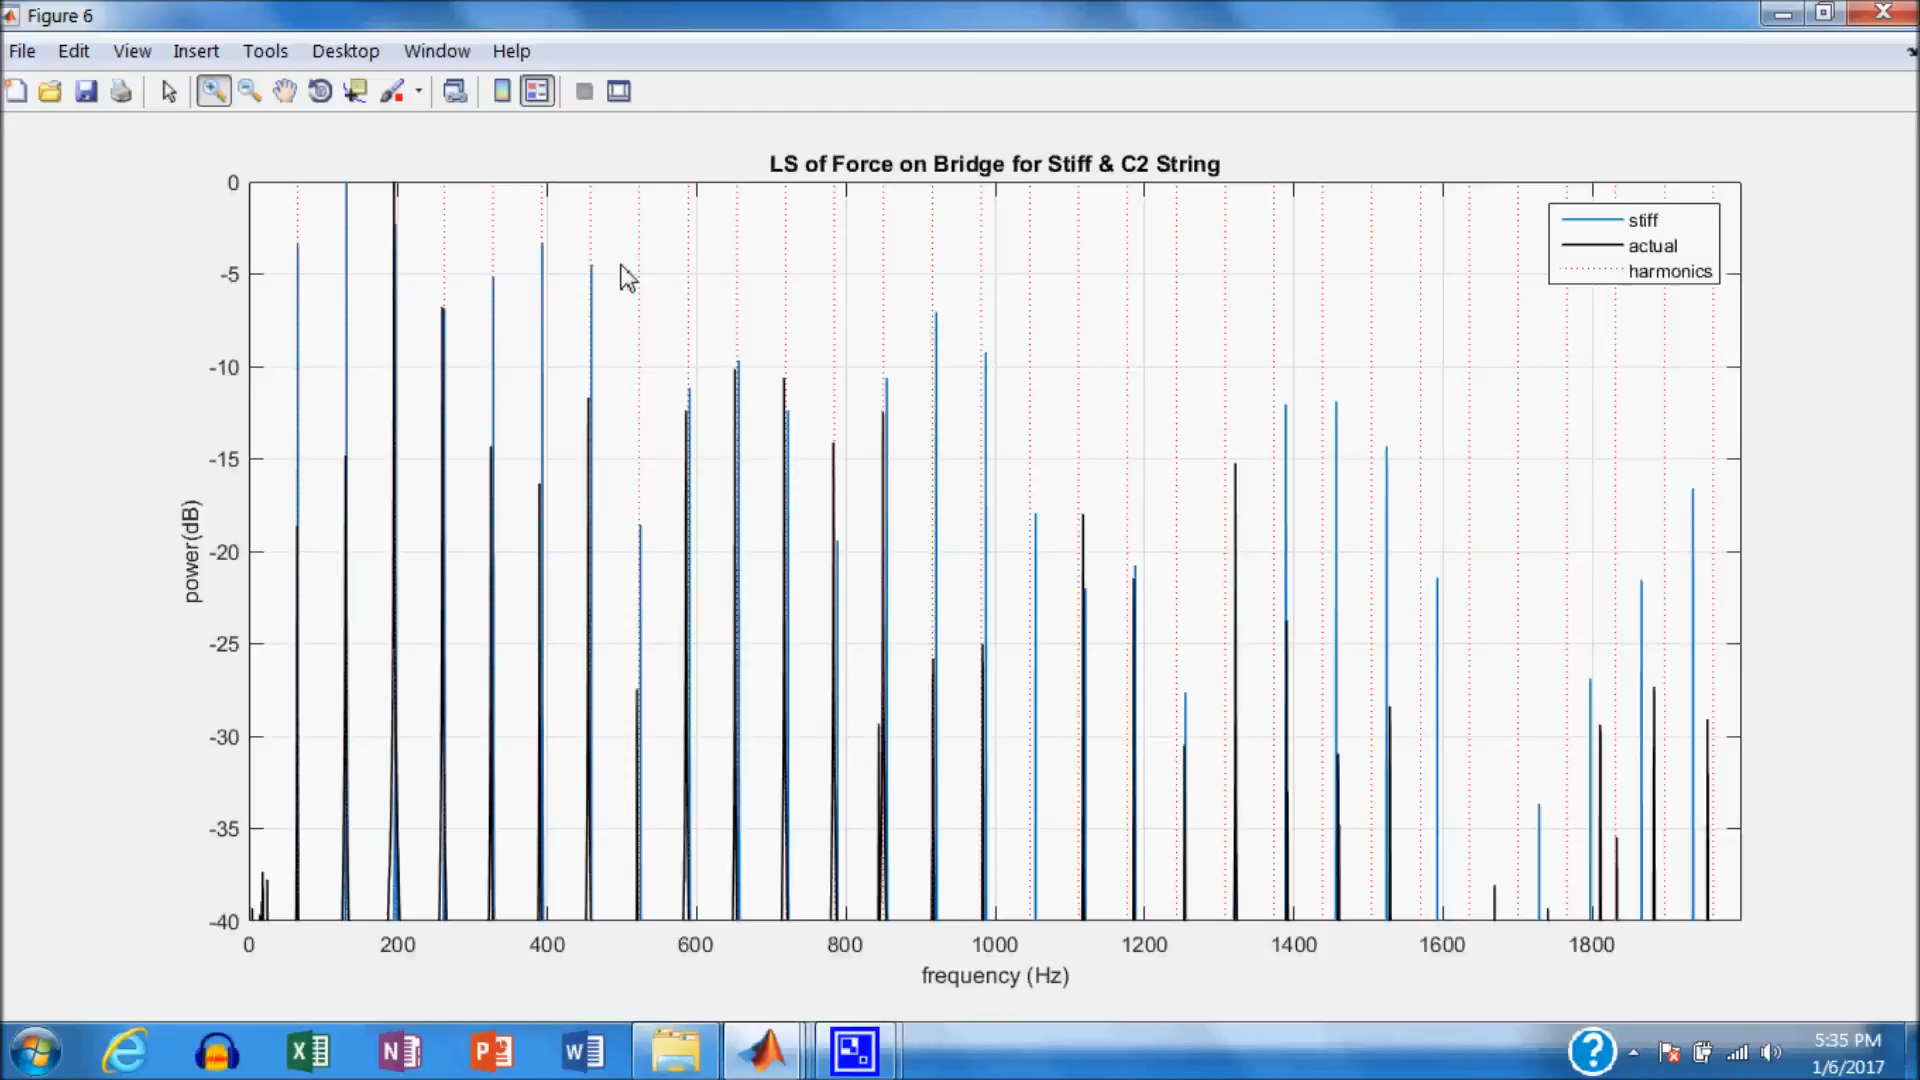 Figure 6
File Edit View Insert Tools Desktop Window Help
LS of Force on Bridge for Stiff & C2 String
stiff
actual
harmonics
0
-5
-10
-15
-20
-25
-30
-35
-40
power(dB)
0 200 400 600 800 1000 1200 1400 1600 1800
frequency (Hz)
X N P W ?
5:35 PM
1/6/2017